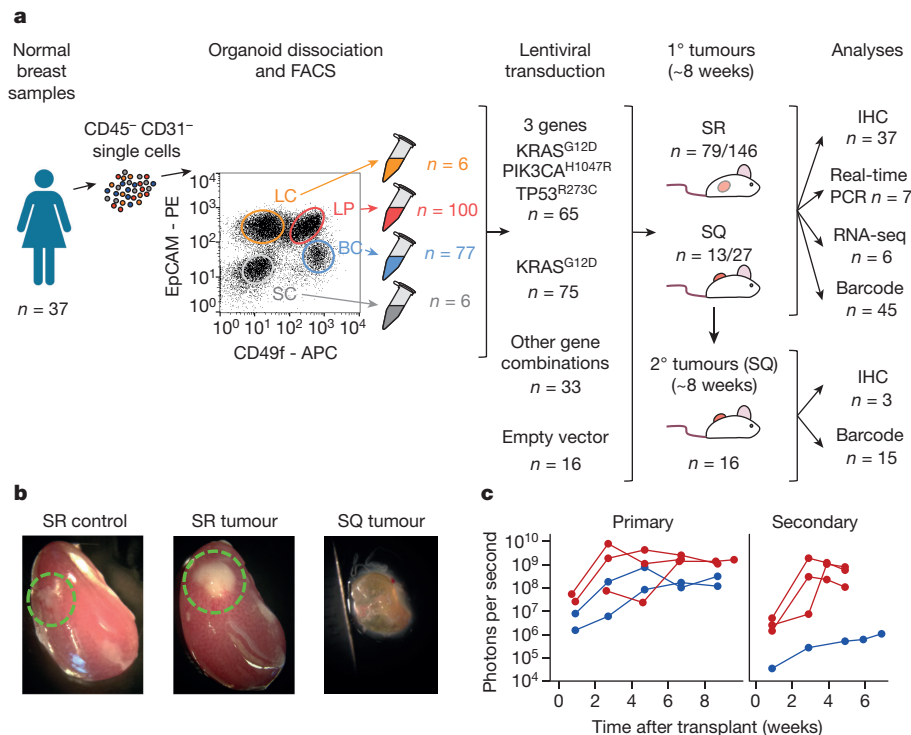 a
Normal
breast
samples
n = 37
CD45⁻ CD31⁻
single cells
Organoid dissociation
and FACS
EpCAM - PE
10⁴
10³
10²
10¹
10⁰
10⁰ 10¹ 10² 10³ 10⁴
CD49f - APC
LC
LP
BC
SC
n = 6
n = 100
n = 77
n = 6
Lentiviral
transduction
3 genes
KRASᴳ¹²ᴰ
PIK3CAᴴ¹⁰⁴⁷ᴿ
TP53ᴿ²⁷³ᶜ
n = 65
KRASᴳ¹²ᴰ
n = 75
Other gene
combinations
n = 33
Empty vector
n = 16
1° tumours
(~8 weeks)
SR
n = 79/146
SQ
n = 13/27
2° tumours (SQ)
(~8 weeks)
n = 16
Analyses
IHC
n = 37
Real-time
PCR n = 7
RNA-seq
n = 6
Barcode
n = 45
IHC
n = 3
Barcode
n = 15
b
SR control
SR tumour
SQ tumour
c
Primary
Secondary
Photons per second
10¹⁰
10⁹
10⁸
10⁷
10⁶
10⁵
10⁴
0 2 4 6 8
0 2 4 6
Time after transplant (weeks)